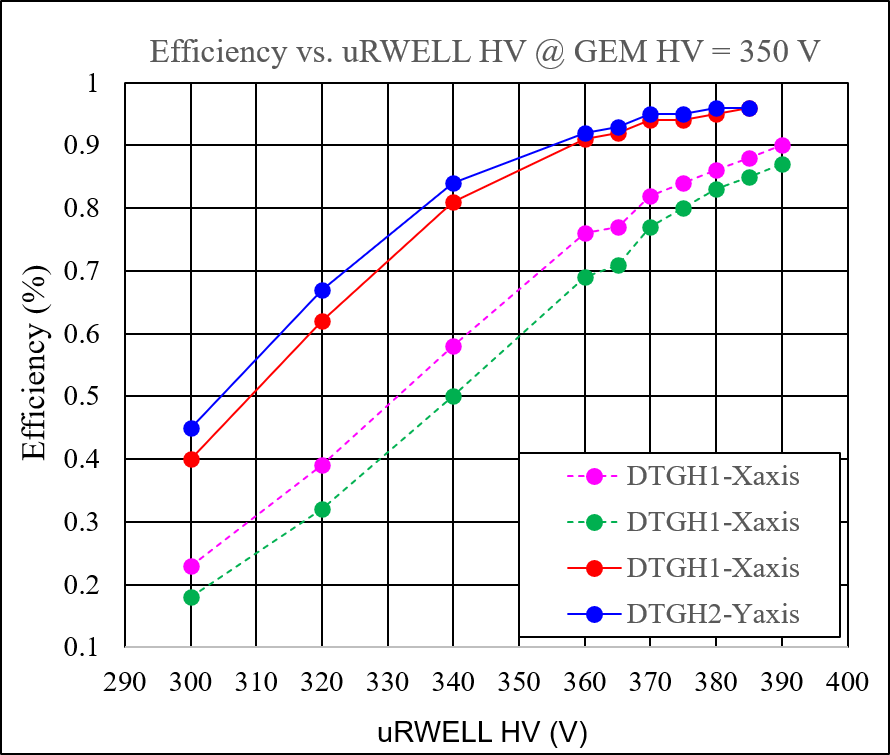 Efficiency vs. uRWELL HV @ GEM HV = 350 V
1
0.9
0.8
0.7
0.6
0.5
0.4
0.3
0.2
0.1
Efficiency (%)
DTGH1-Xaxis
DTGH1-Xaxis
DTGH1-Xaxis
DTGH2-Yaxis
290 300 310 320 330 340 350 360 370 380 390 400
uRWELL HV (V)